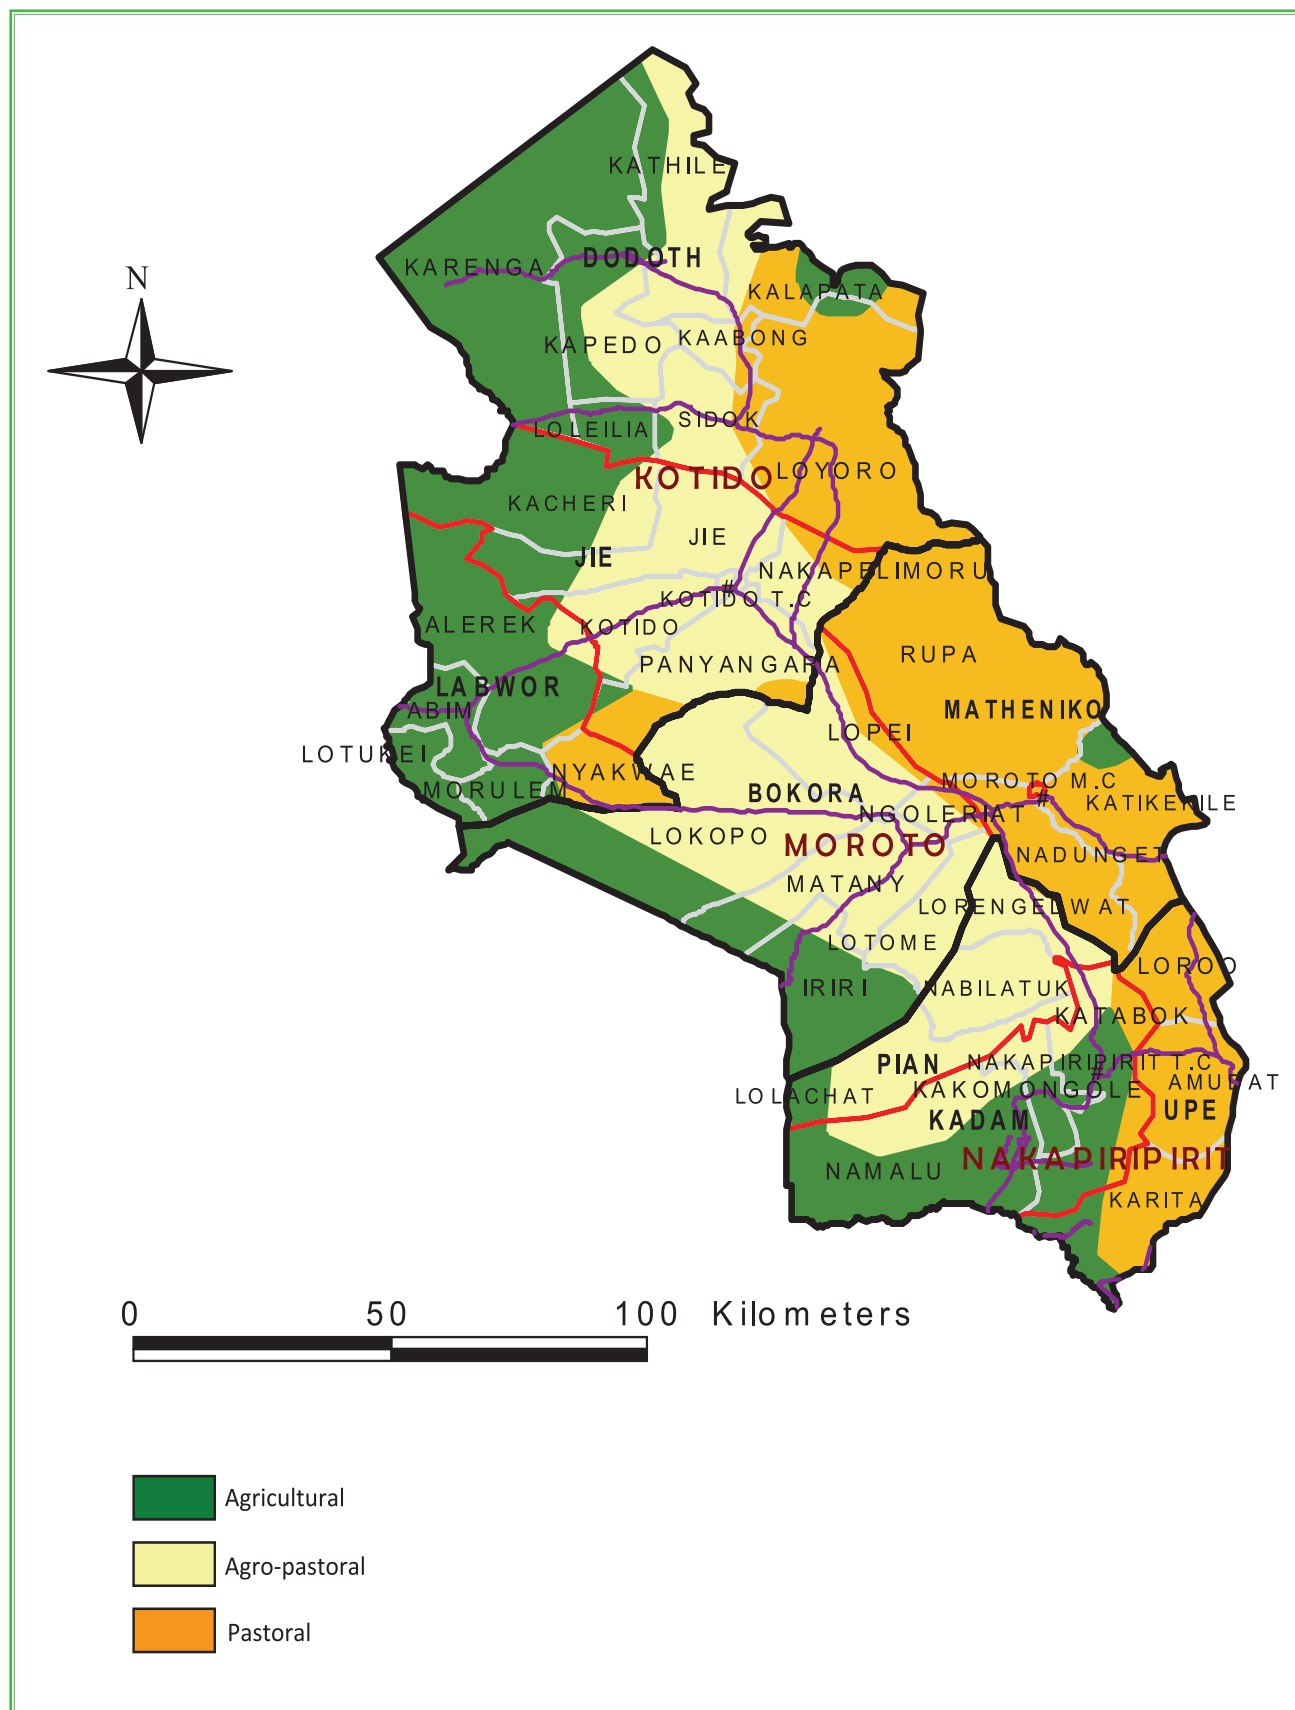 KATHILE
DODOTH
KARENGA
N
KALAPATA
KAPEDO
KAABONG
SIDOK
LOLEILIA
KOTIDO
LOYORO
KACHERI
JIE
JIE
NAKAPELIMORU
#
KOTIDO T.C
ALEREK
KOTIDO
RUPA
PANYANGARA
LABWOR
ABIM
MATHENIKO
LOPEI
LOTUKEI
NYAKWAE
MOROTO M.C
MORULEM
BOKORA
#
KATIKEKILE
NGOLERIAT
LOKOPO
MOROTO
NADUNGET
MATANY
LORENGELWAT
LOTOME
LOROO
IRIRI
NABILATUK
KATABOK
PIAN
NAKAPIRIPIRIT T.C
#
AMUDAT
LOLACHAT
KAKOMONGOLE
UPE
KADAM
NAKAPIRIPIRIT
NAMALU
KARITA
0 50 100 Kilometers
Agricultural
Agro-pastoral
Pastoral